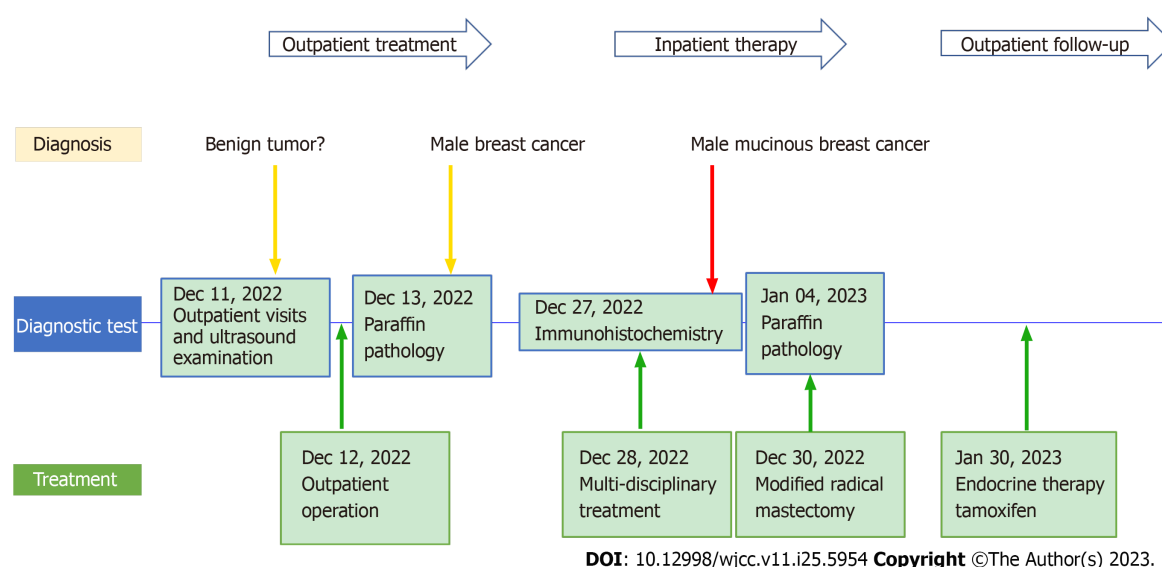 Outpatient treatment
Inpatient therapy
Outpatient follow-up
Diagnosis
Benign tumor?
Male breast cancer
Male mucinous breast cancer
Diagnostic test
Dec 11, 2022
Outpatient visits
and ultrasound
examination
Dec 13, 2022
Paraffin
pathology
Dec 27, 2022
Immunohistochemistry
Jan 04, 2023
Paraffin
pathology
Treatment
Dec 12, 2022
Outpatient
operation
Dec 28, 2022
Multi-disciplinary
treatment
Dec 30, 2022
Modified radical
mastectomy
Jan 30, 2023
Endocrine therapy
tamoxifen
DOI: 10.12998/wjcc.v11.i25.5954 Copyright ©The Author(s) 2023.